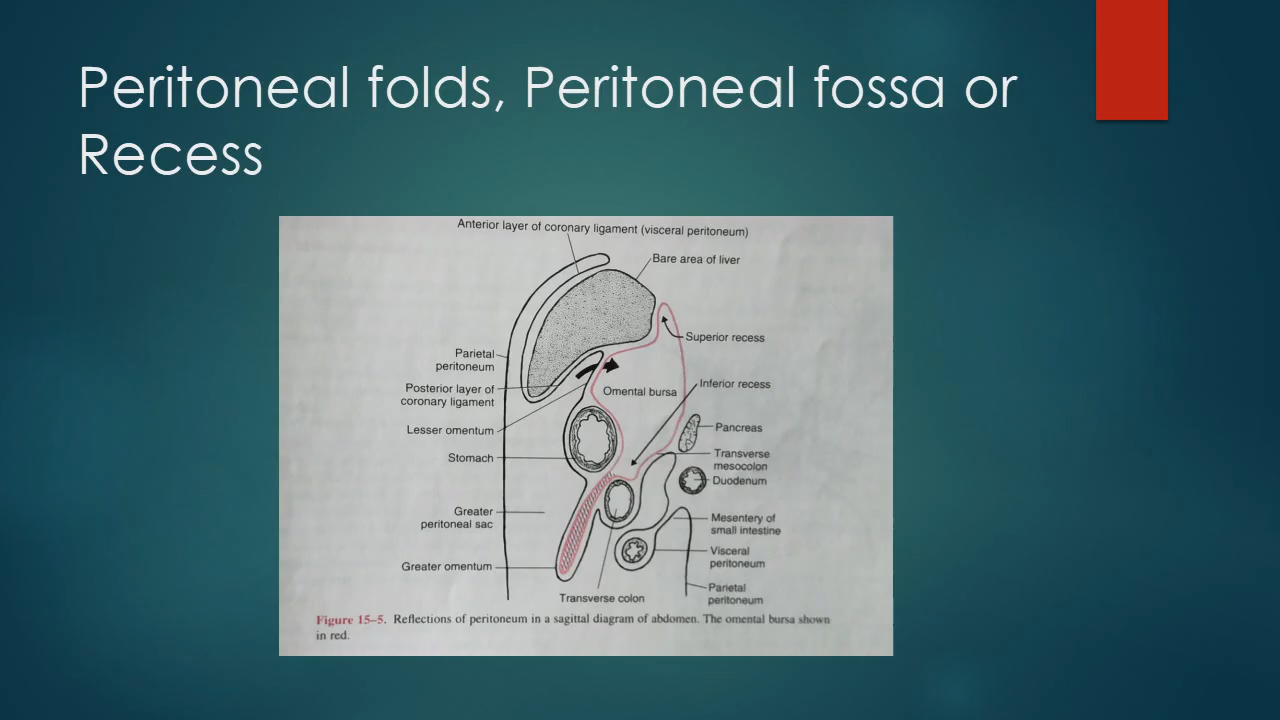 Peritoneal folds, Peritoneal fossa or
Recess
Anterior layer of coronary ligament (visceral peritoneum)
Bare area of liver
Superior recess
Parietal
peritoneum
Posterior layer of
coronary ligament
Omental bursa
Inferior recess
Lesser omentum
Pancreas
Stomach
Transverse
mesocolon
Duodenum
Greater
peritoneal sac
Mesentery of
small intestine
Visceral
peritoneum
Greater omentum
Parietal
peritoneum
Transverse colon
Figure 15–5. Reflections of peritoneum in a sagittal diagram of abdomen. The omental bursa shown
in red.